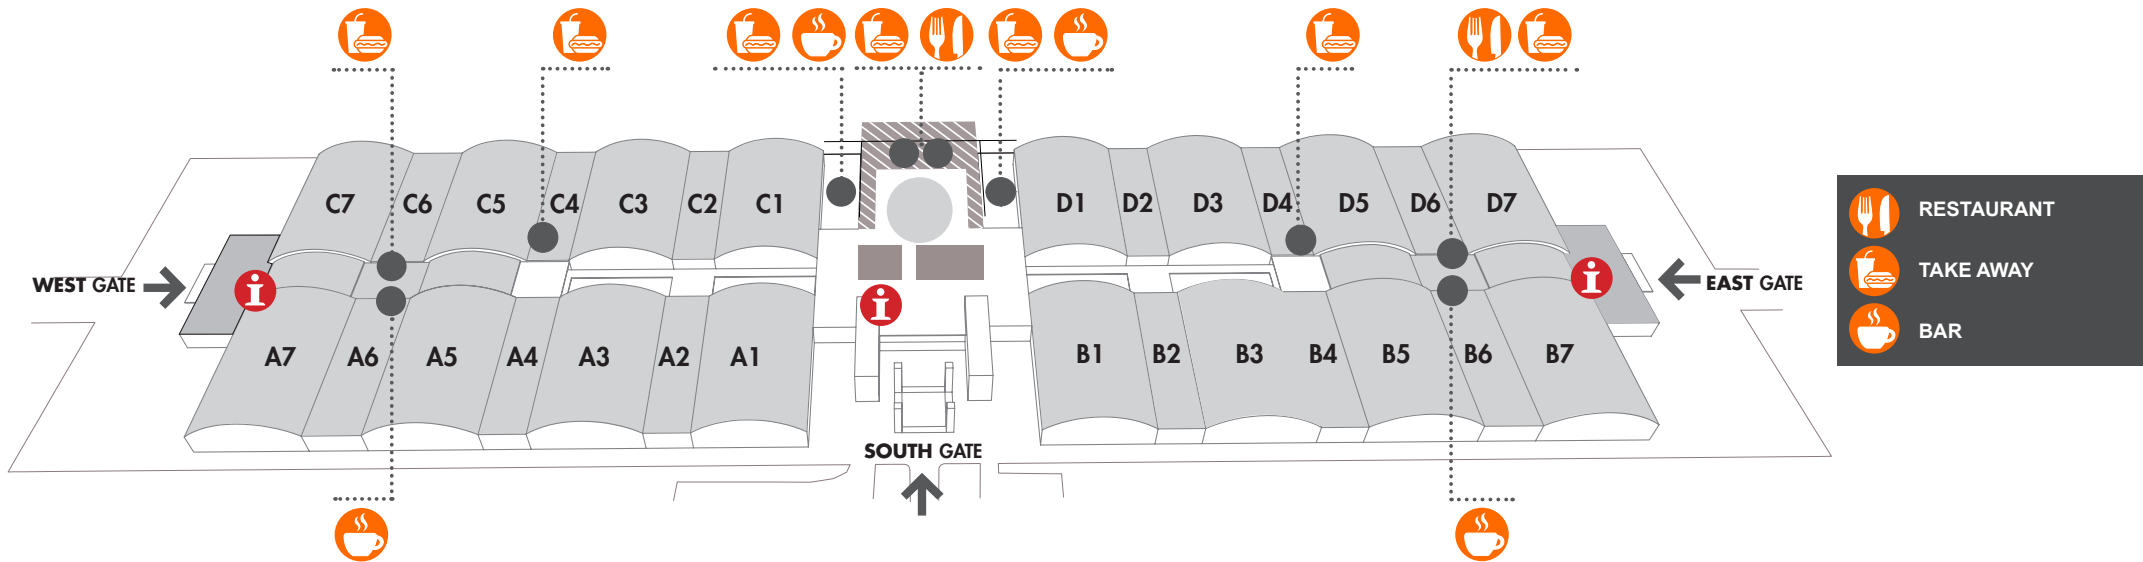 C7 C6 C5 C4 C3 C2 C1 D1 D2 D3 D4 D5 D6 D7
RESTAURANT
TAKE AWAY
BAR
WEST GATE
EAST GATE
A7 A6 A5 A4 A3 A2 A1 B1 B2 B3 B4 B5 B6 B7
SOUTH GATE